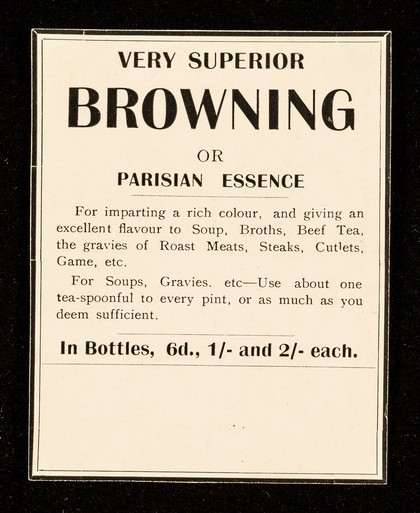 VERY SUPERIOR
BROWNING
OR
PARISIAN ESSENCE
For imparting a rich colour, and giving an
excellent flavour to Soup, Broths, Beef Tea,
the gravies of Roast Meats, Steaks, Cutlets,
Game, etc.
For Soups, Gravies. etc—Use about one
tea-spoonful to every pint, or as much as you
deem sufficient.
In Bottles, 6d., 1/- and 2/- each.